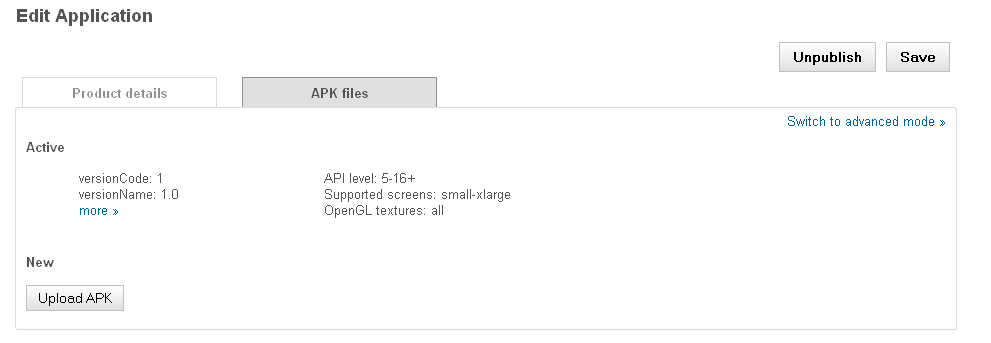 Edit Application
Unpublish
Save
Product details
APK files
Switch to advanced mode »
Active
versionCode: 1
API level: 5-16+
versionName: 1.0
Supported screens: small-xlarge
more »
OpenGL textures: all
New
Upload APK